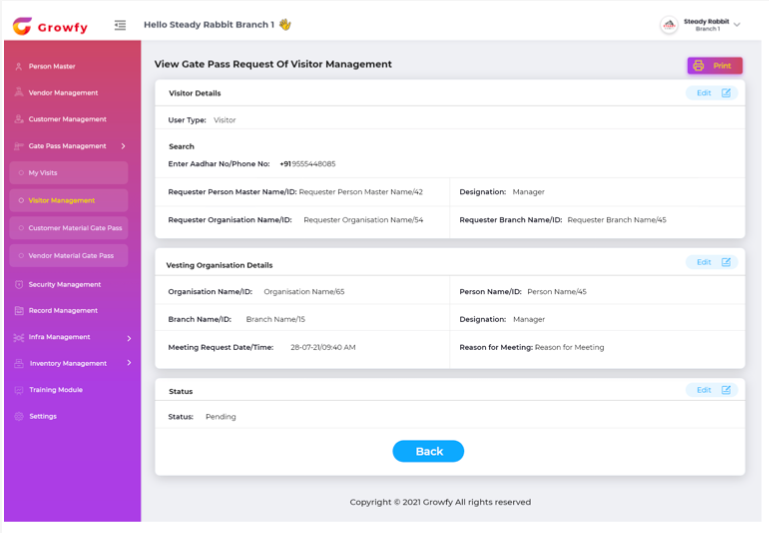 Growfy
Hello Steady Rabbit Branch 1
Steady Rabbit
Branch 1
Person Master
Vendor Management
Customer Management
Gate Pass Management
My Visits
Visitor Management
Customer Material Gate Pass
Vendor Material Gate Pass
Security Management
Record Management
Infra Management
Inventory Management
Training Module
Settings
View Gate Pass Request Of Visitor Management
Print
Visitor Details
Edit
User Type: Visitor
Search
Enter Aadhar No/Phone No: +919555448085
Requester Person Master Name/ID: Requester Person Master Name/42
Designation: Manager
Requester Organisation Name/ID: Requester Organisation Name/54
Requester Branch Name/ID: Requester Branch Name/45
Vesting Organisation Details
Edit
Organisation Name/ID: Organisation Name/65
Person Name/ID: Person Name/45
Branch Name/ID: Branch Name/15
Designation: Manager
Meeting Request Date/Time: 28-07-21/09:40 AM
Reason for Meeting: Reason for Meeting
Status
Edit
Status: Pending
Back
Copyright © 2021 Growfy All rights reserved